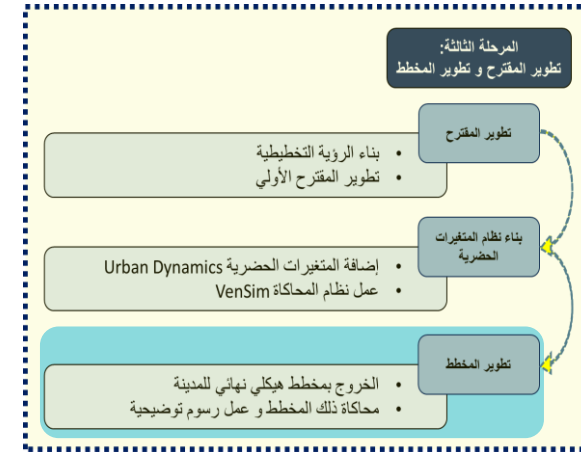 المرحلة الثالثة:
تطوير المقترح و تطوير المخطط
تطوير المقترح
• بناء الرؤية التخطيطية
• تطوير المقترح الأولي
بناء نظام المتغيرات
الحضرية
• إضافة المتغيرات الحضرية Urban Dynamics
• عمل نظام المحاكاة VenSim
تطوير المخطط
• الخروج بمخطط هيكلي نهائي للمدينة
• محاكاة ذلك المخطط و عمل رسوم توضيحية